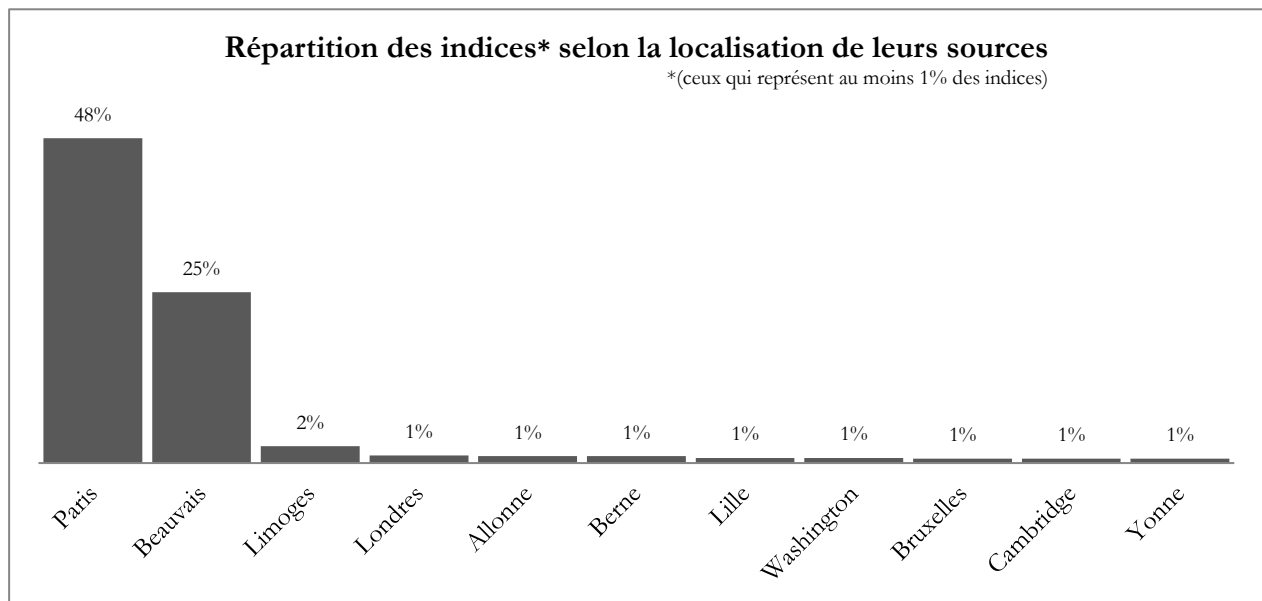 Répartition des indices* selon la localisation de leurs sources
*(ceux qui représent au moins 1% des indices)
48%
25%
2%
1%
1%
1%
1%
1%
1%
1%
1%
Paris
Beauvais
Limoges
Londres
Allonne
Berne
Lille
Washington
Bruxelles
Cambridge
Yonne